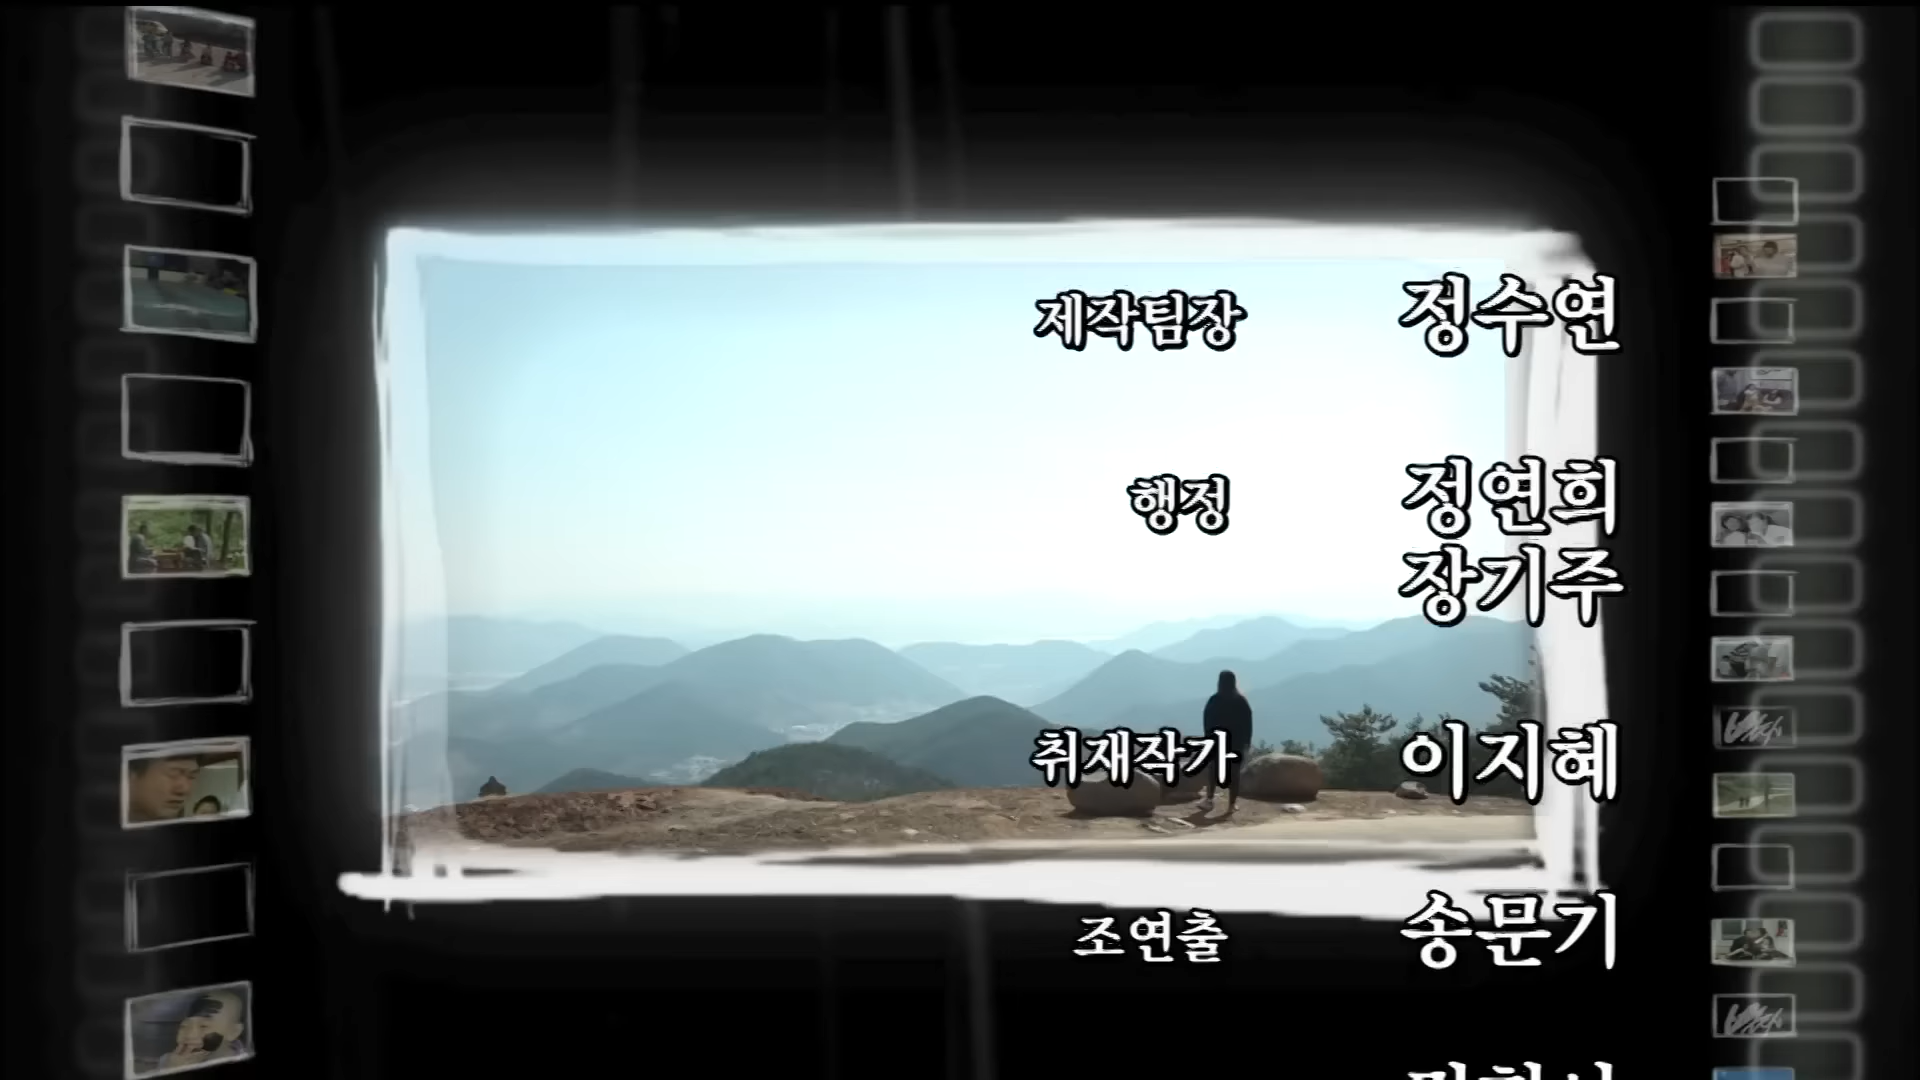 제작팀장 정수연
행정 정연희
장기주
취재작가 이지혜
조연출 송문기